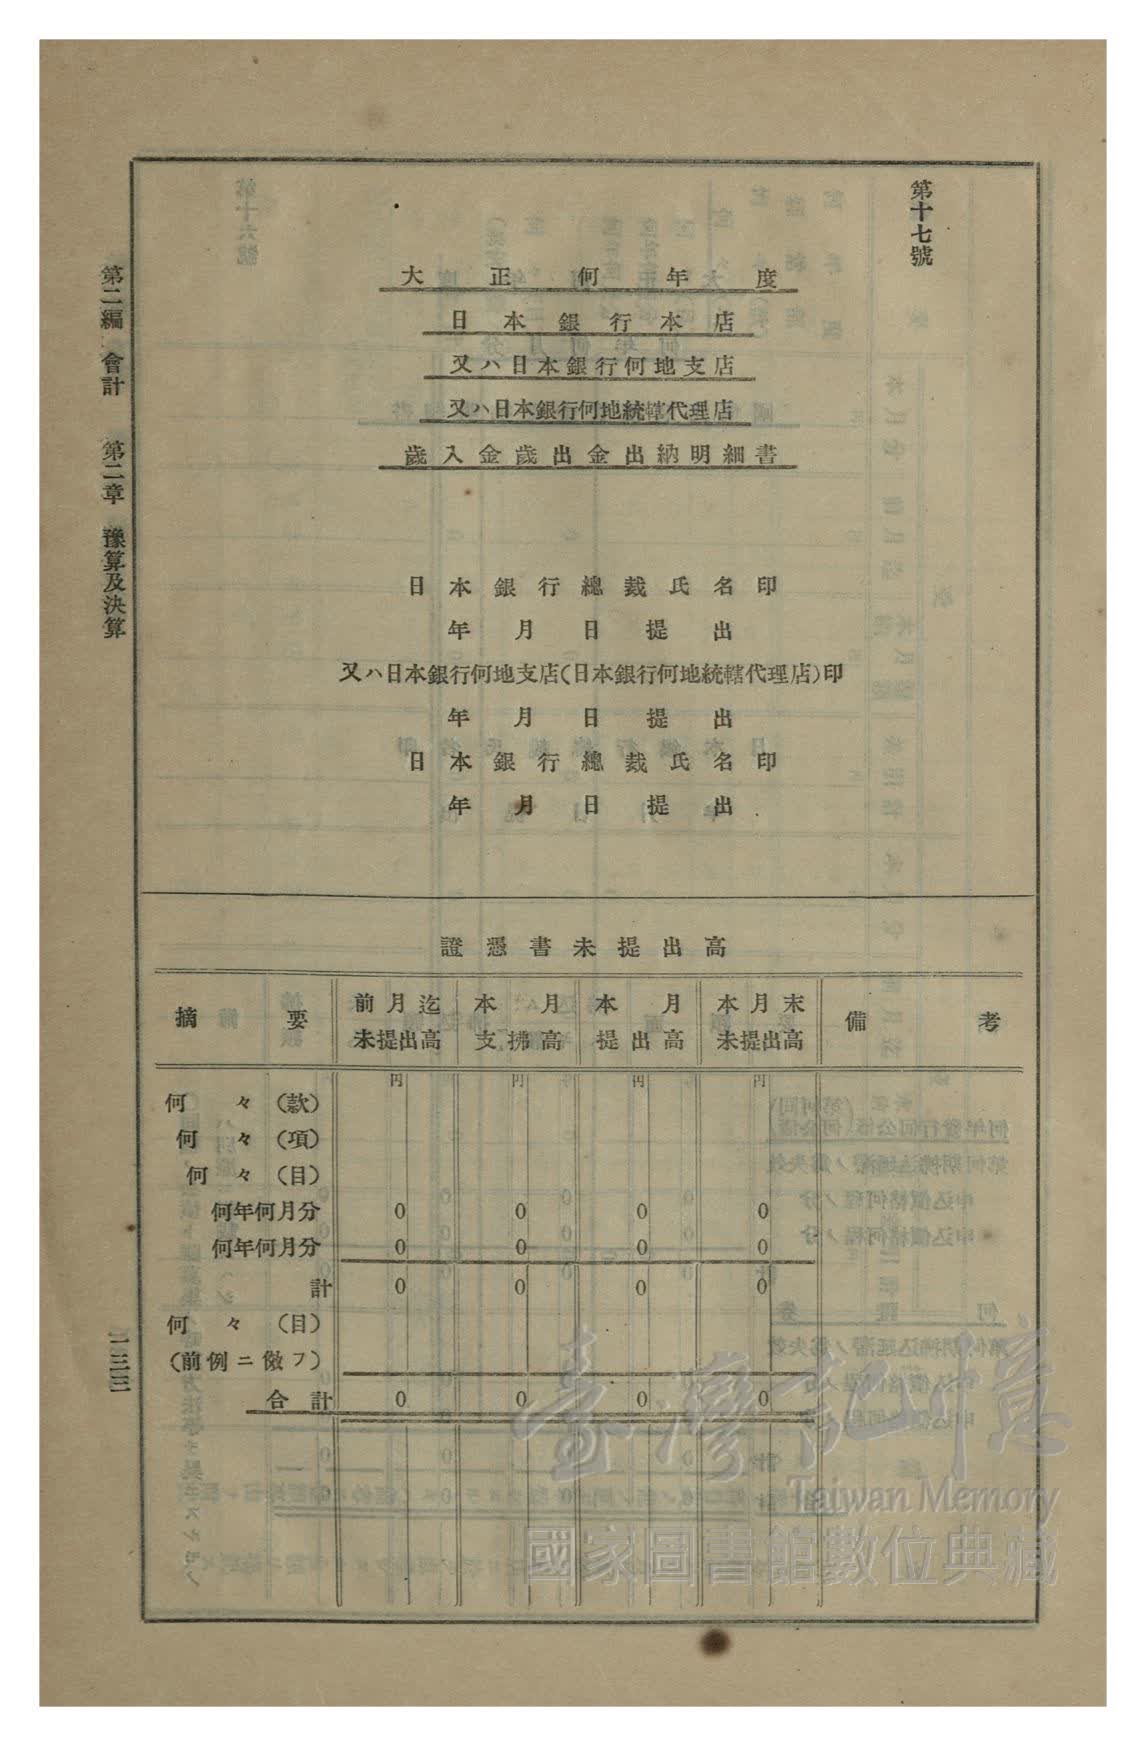 第十七號
大正何年度
日本銀行本店
又ハ日本銀行何地支店
又ハ日本銀行何地統轄代理店
歲入金歲出金出納明細書
日本銀行總裁氏名印
年月日提出
又ハ日本銀行何地支店(日本銀行何地統轄代理店)印
年月日提出
日本銀行總裁氏名印
年月日提出
證憑書未提出高
摘要 前月迄未提出高 本月支拂高 本月提出高 本月末未提出高 備考
円 円 円 円
何々(款)
何々(項)
何々(目)
何年何月分 0 0 0 0
何年何月分 0 0 0 0
計 0 0 0 0
何々(目)
(前例ニ傚フ)
合計 0 0 0 0
第二編 會計 第二章 豫算及決算
一三三
臺灣記憶
Taiwan Memory
國家圖書館數位典藏